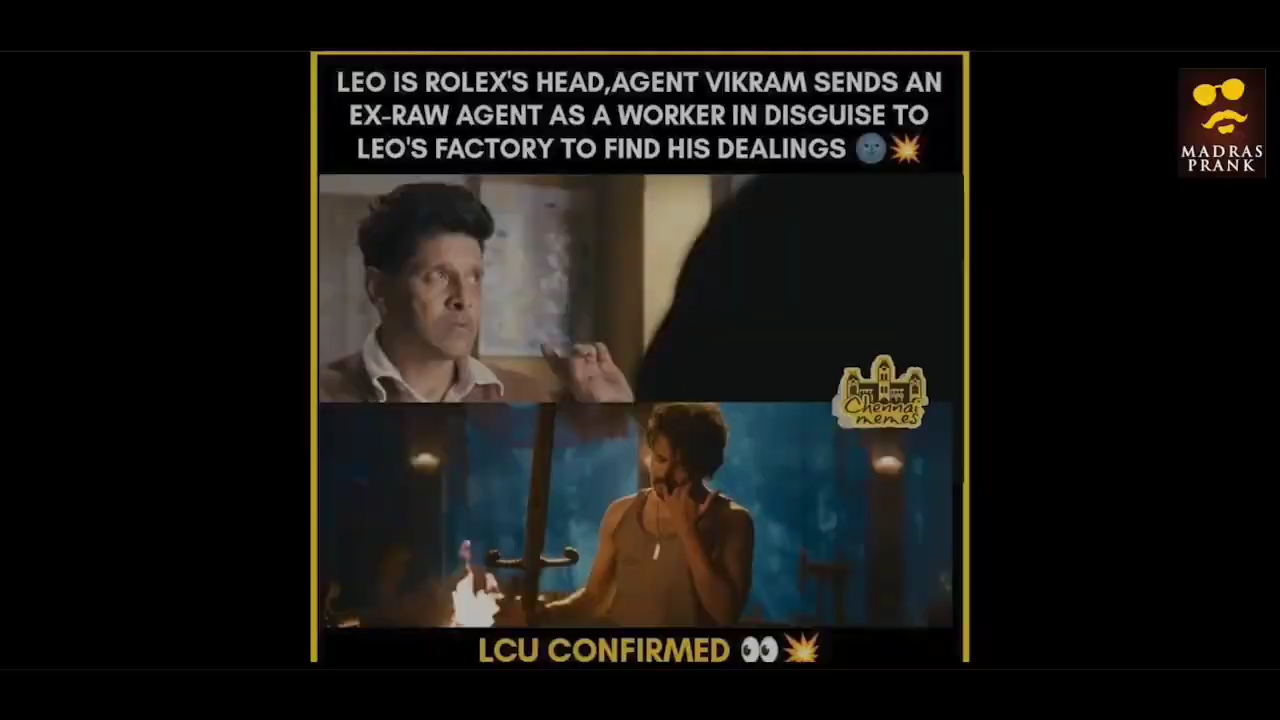 LEO IS ROLEX'S HEAD,AGENT VIKRAM SENDS AN
EX-RAW AGENT AS A WORKER IN DISGUISE TO
LEO'S FACTORY TO FIND HIS DEALINGS 🌚💥
MADRAS
PRANK
Chennai
memes
LCU CONFIRMED 👀💥